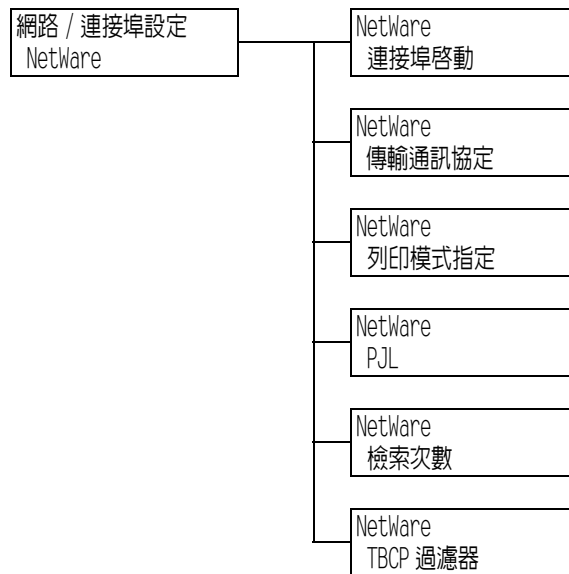 網路 / 連接埠設定
NetWare
NetWare
連接埠啓動
NetWare
傳輸通訊協定
NetWare
列印模式指定
NetWare
PJL
NetWare
檢索次數
NetWare
TBCP 過濾器